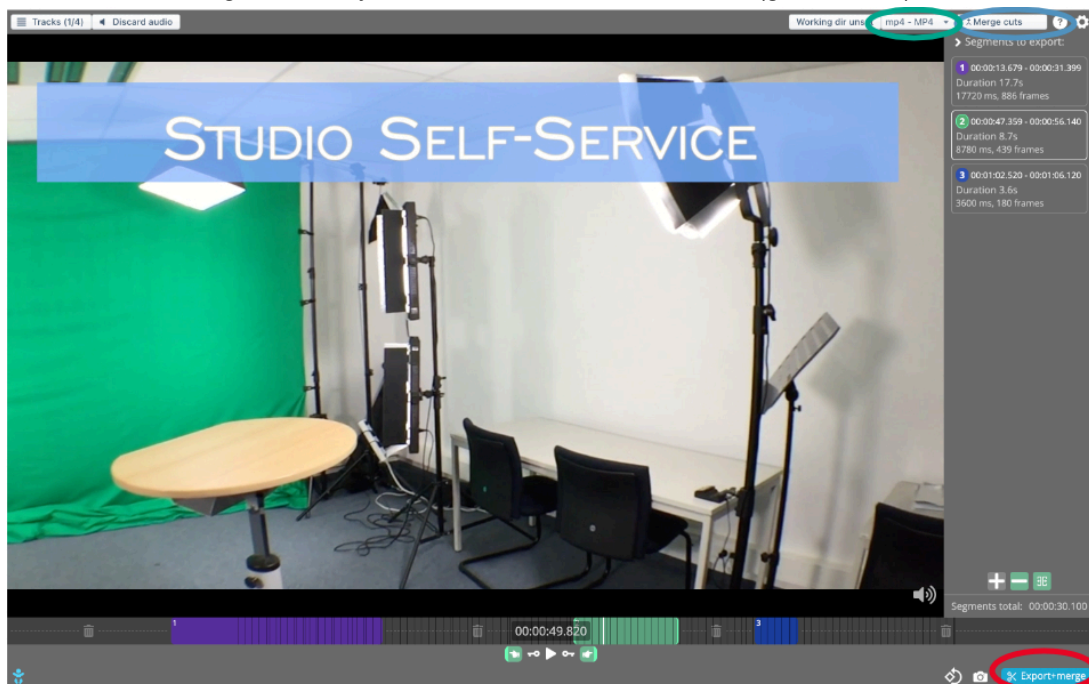 Tracks (1/4)
Discard audio
Working dir uns
mp4 - MP4
Merge cuts
?
Segments to export:
1 00:00:13.679 - 00:00:31.399
Duration 17.7s
17720 ms, 886 frames
STUDIO SELF-SERVICE
2 00:00:47.359 - 00:00:56.140
Duration 8.7s
8780 ms, 439 frames
3 00:01:02.520 - 00:01:06.120
Duration 3.6s
3600 ms, 180 frames
Segments total: 00:00:30.100
1
00:00:49.820
3
Export+merge